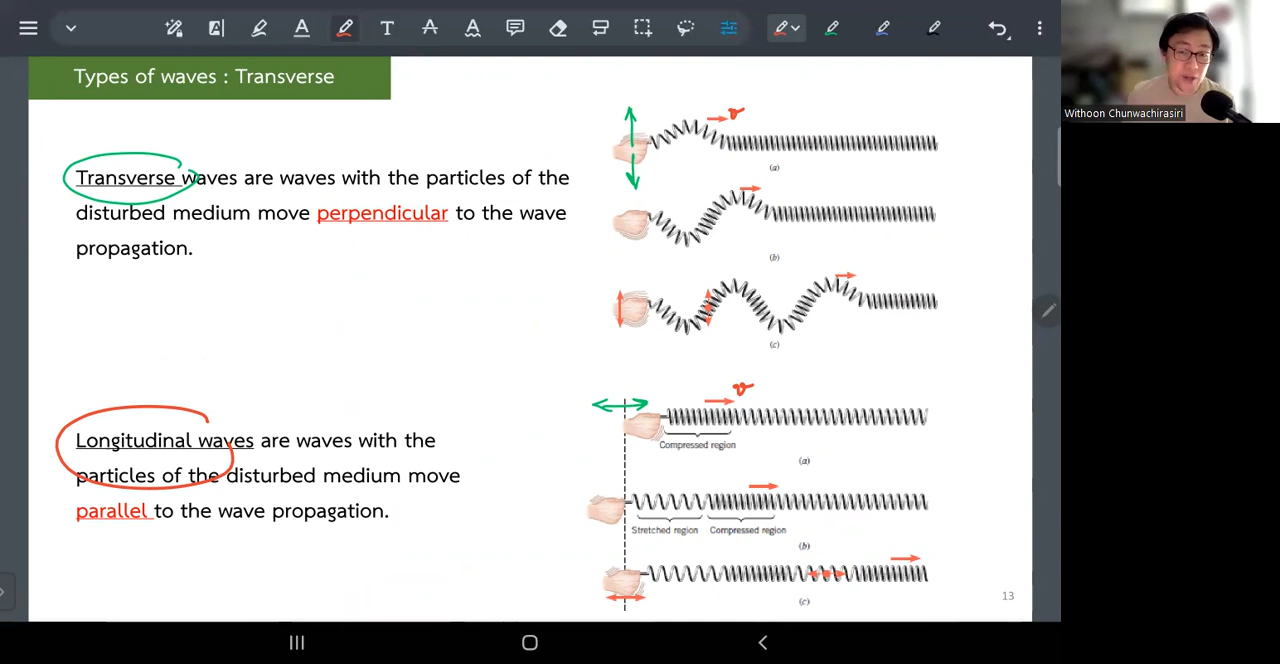 Types of waves : Transverse
Withoon Chunwachirasiri
v
(a)
Transverse waves are waves with the particles of the
disturbed medium move perpendicular to the wave
propagation.
(b)
(c)
v
Longitudinal waves are waves with the
particles of the disturbed medium move
parallel to the wave propagation.
Compressed region
(a)
Stretched region Compressed region
(b)
(c)
13